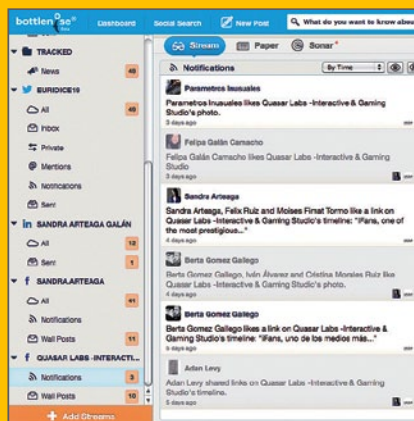 bottlenose
Beta
Dashboard
Social Search
New Post
What do you want to know abou
TRACKED
News 40
EURIDICE19
All 40
Inbox
Private
Mentions
Notifications
Sent
SANDRA ARTEAGA GALÁN
All 12
Sent 1
SANDRA.ARTEAGA
All 41
Notifications
Wall Posts 11
QUASAR LABS -INTERACTI...
Notifications 3
Wall Posts 10
Add Streams
Stream
Paper
Sonar
Notifications
By Time
Parametros Inusuales
Parametros Inusuales likes Quasar Labs -Interactive & Gaming
Studio's photo.
3 days ago
Felipa Galán Camacho
Felipa Galán Camacho likes Quasar Labs -Interactive & Gaming
Studio
3 days ago
Sandra Arteaga
Sandra Arteaga, Felix Ruiz and Moises Fimat Tormo like a link on
Quasar Labs -Interactive & Gaming Studio's timeline: "iFans, one of
the most prestigious..."
4 days ago
Berta Gomez Gallego
Berta Gomez Gallego, Iván Álvarez and Cristina Morales Ruiz like
Quasar Labs -Interactive & Gaming Studio's photo.
4 days ago
Berta Gomez Gallego
Berta Gomez Gallego likes a link on Quasar Labs -Interactive &
Gaming Studio's timeline: "iFans, uno de los medios más..."
5 days ago
Adan Levy
Adan Levy shared links on Quasar Labs -Interactive & Gaming
Studio's timeline.
5 days ago